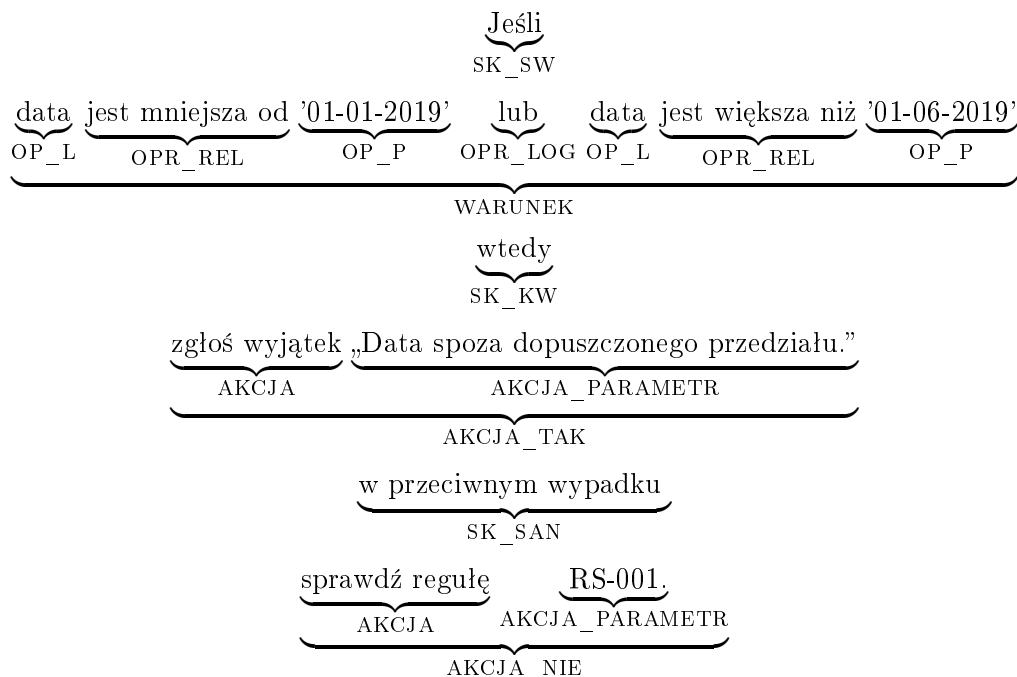 Jeśli
SK_SW
data jest mniejsza od '01-01-2019' lub data jest większa niż '01-06-2019'
OP_L OPR_REL OP_P OPR_LOG OP_L OPR_REL OP_P
WARUNEK
wtedy
SK_KW
zgłoś wyjątek „Data spoza dopuszczonego przedziału.”
AKCJA AKCJA_PARAMETR
AKCJA_TAK
w przeciwnym wypadku
SK_SAN
sprawdź regułę RS-001.
AKCJA AKCJA_PARAMETR
AKCJA_NIE